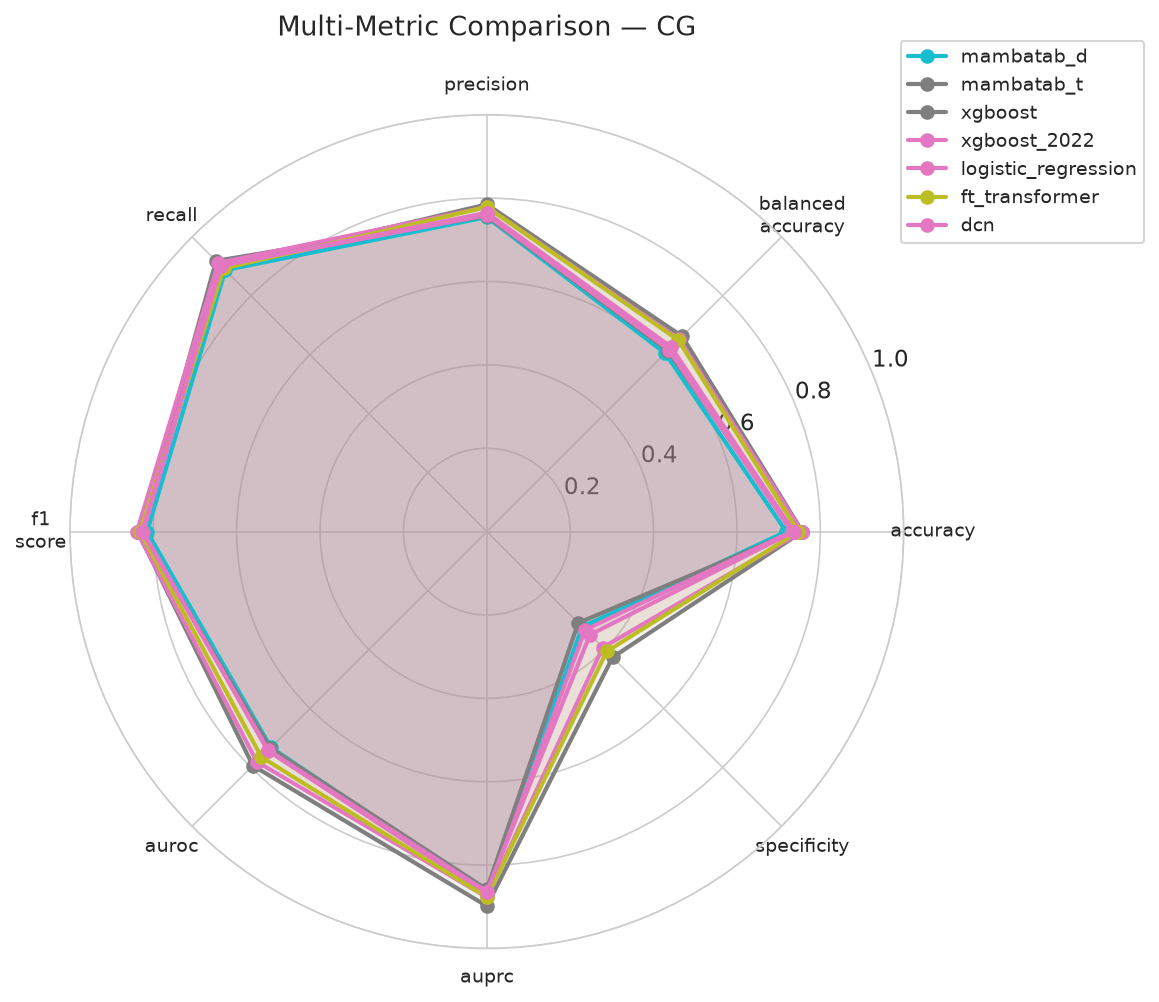 Multi-Metric Comparison — CG
mambatab_d
mambatab_t
xgboost
xgboost_2022
logistic_regression
ft_transformer
dcn
precision
balanced
accuracy
recall
1.0
0.8
0.4
0.2
f1
score
accuracy
auroc
specificity
auprc